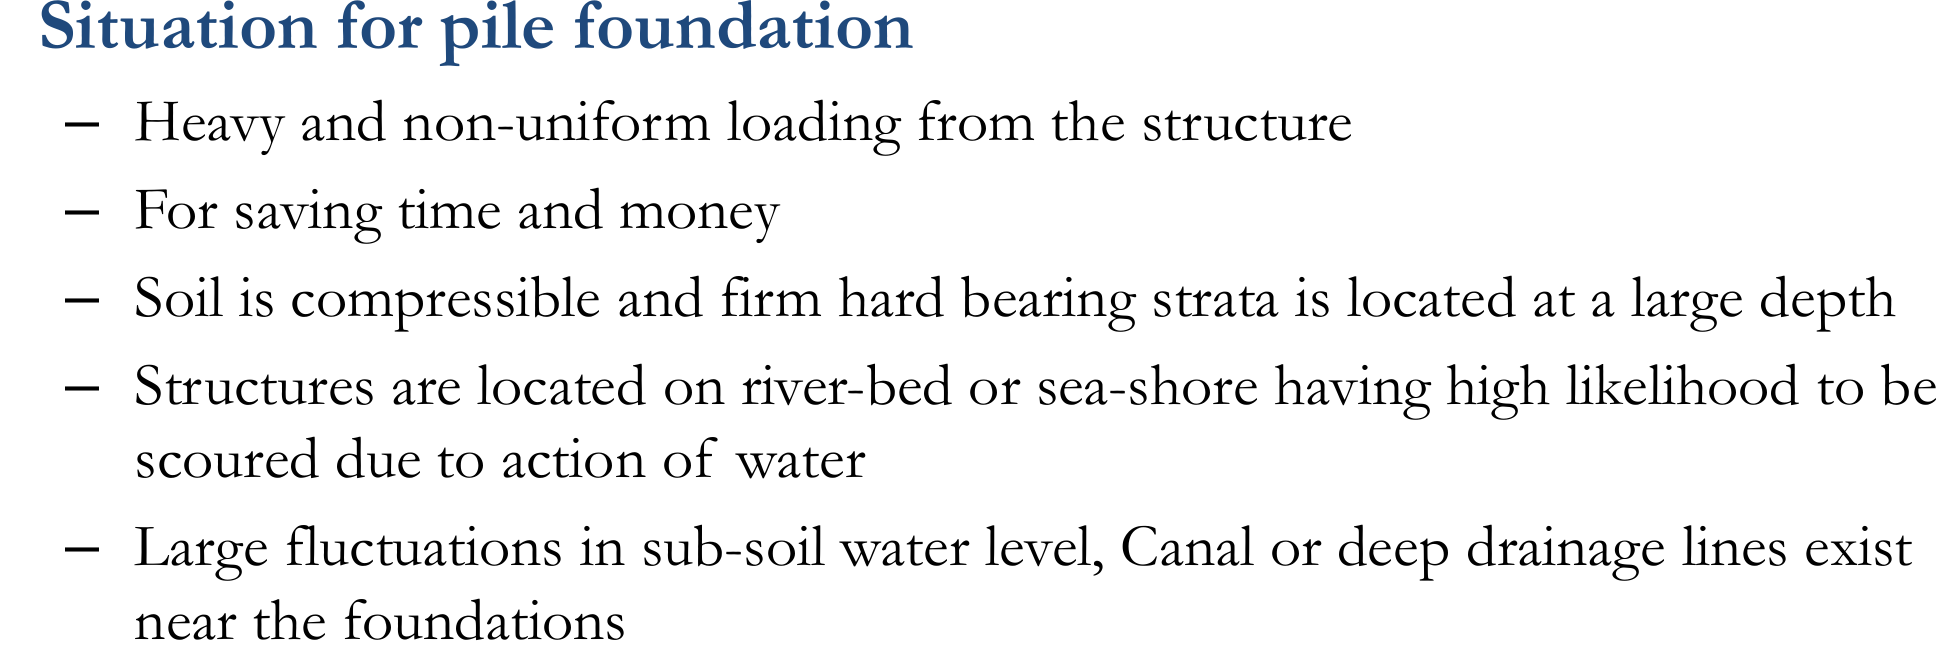 Situation for pile foundation
– Heavy and non-uniform loading from the structure
– For saving time and money
– Soil is compressible and firm hard bearing strata is located at a large depth
– Structures are located on river-bed or sea-shore having high likelihood to be
scoured due to action of water
– Large fluctuations in sub-soil water level, Canal or deep drainage lines exist
near the foundations